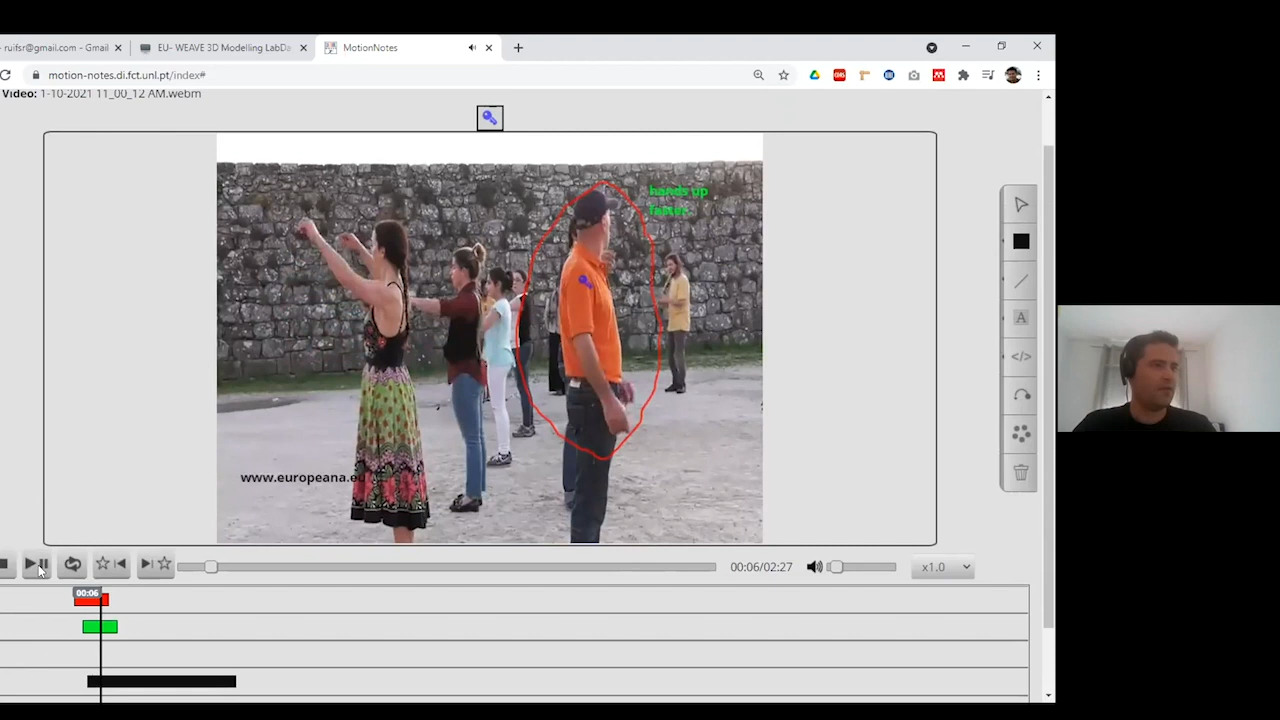 - ruifsr@gmail.com - Gmail
EU- WEAVE 3D Modelling LabDa
MotionNotes
motion-notes.di.fct.unl.pt/index#
Video: 1-10-2021 11_00_12 AM.webm
hands up
faster
www.europeana.eu
A
</>
00:06/02:27
x1.0
00:06